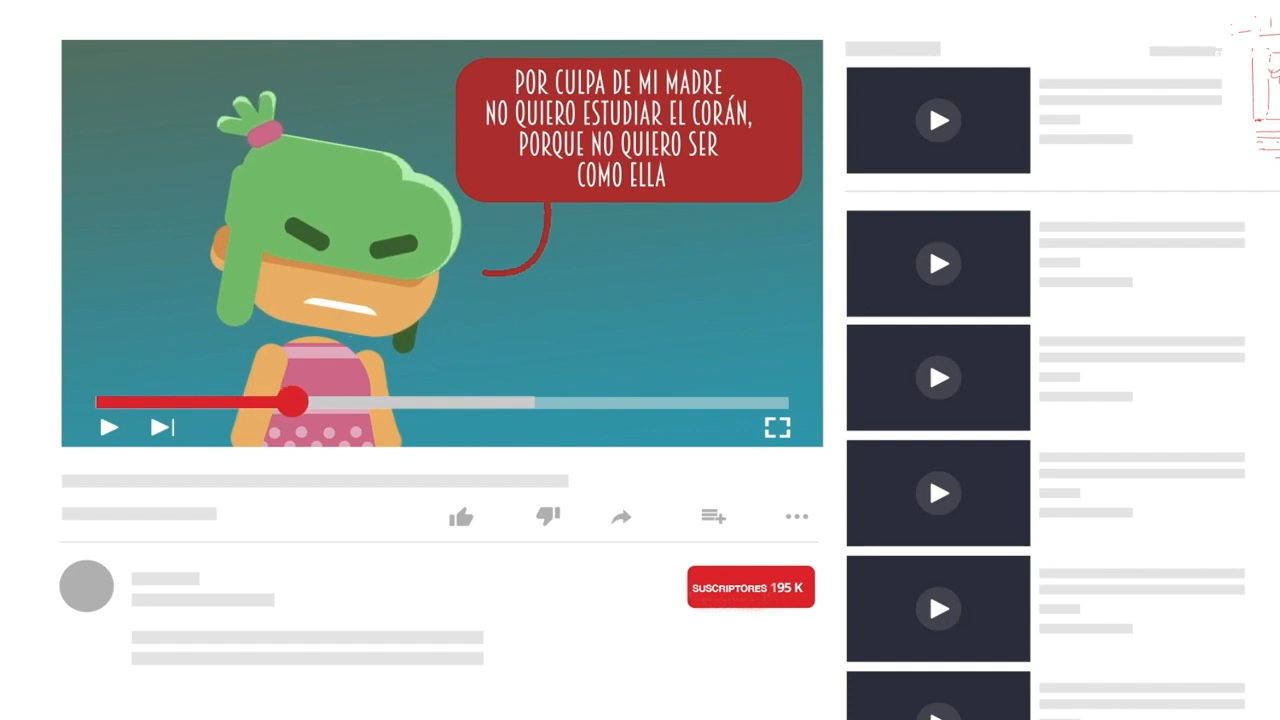 POR CULPA DE MI MADRE
NO QUIERO ESTUDIAR EL CORÁN,
PORQUE NO QUIERO SER
COMO ELLA
SUSCRIPTORES 195 K